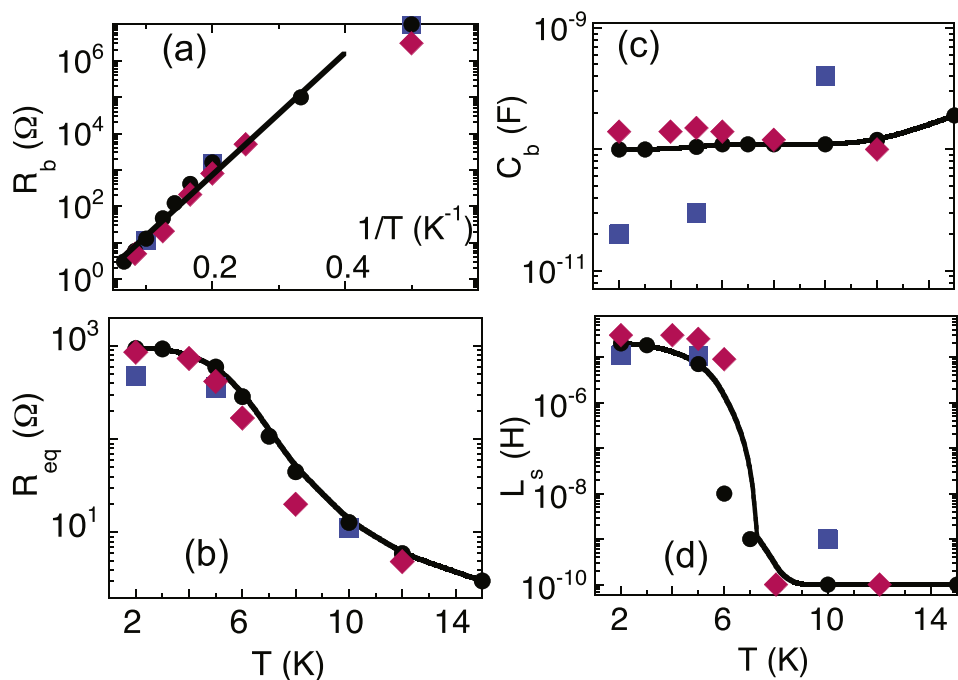 (a)
R_b (Ω)
10^6
10^4
10^2
10^0
1/T (K^-1)
0.2 0.4
(c)
C_b (F)
10^-9
10^-11
(b)
R_eq (Ω)
10^3
10^1
2 6 10 14
T (K)
(d)
L_s (H)
10^-6
10^-8
10^-10
2 6 10 14
T (K)